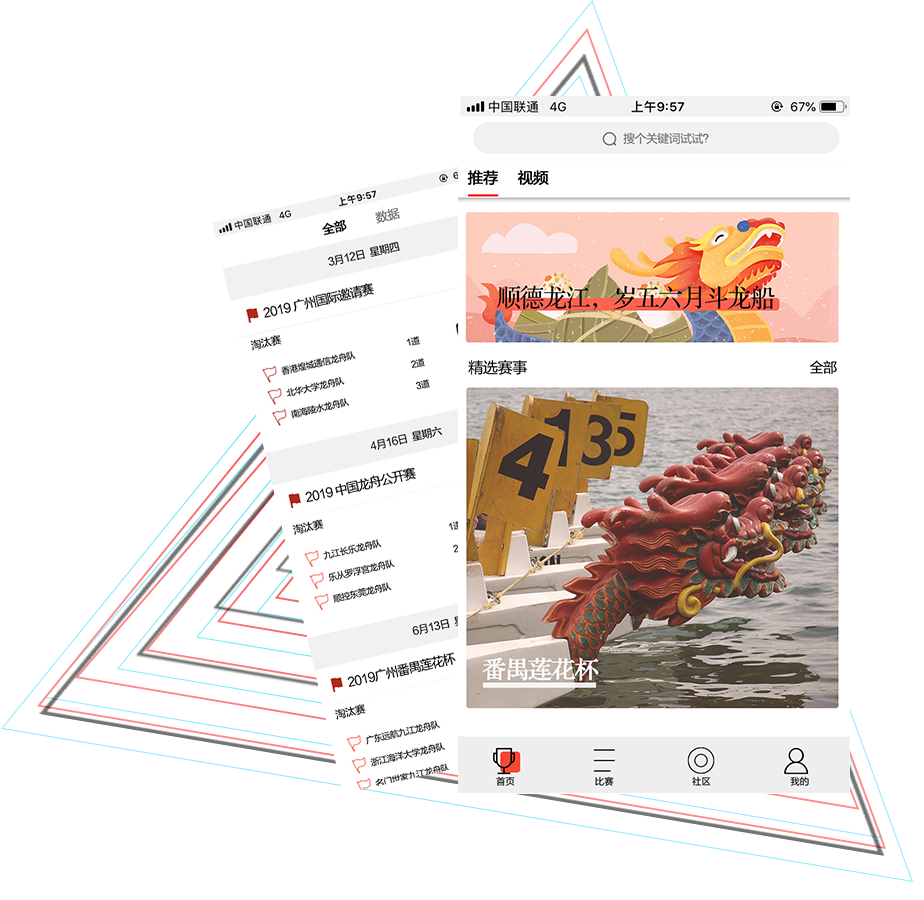 中国联通 4G 上午9:57 67%
搜个关键词试试?
推荐 视频
顺德龙江，岁五六月斗龙船
精选赛事 全部
4 1 3 5
番禺莲花杯
首页 比赛 社区 我的
中国联通 4G 上午9:57
全部 数据
3月12日 星期四
2019 广州国际邀请赛
淘汰赛
香港煌城通信龙舟队 1道
北华大学龙舟队 2道
南海陵水龙舟队 3道
4月16日 星期六
2019 中国龙舟公开赛
淘汰赛
九江长乐龙舟队 1道
乐从罗浮宫龙舟队 2
顺控东莞龙舟队
6月13日
2019广州番禺莲花杯
淘汰赛
广东远航九江龙舟队
浙江海洋大学龙舟队
名门世家九江龙舟队